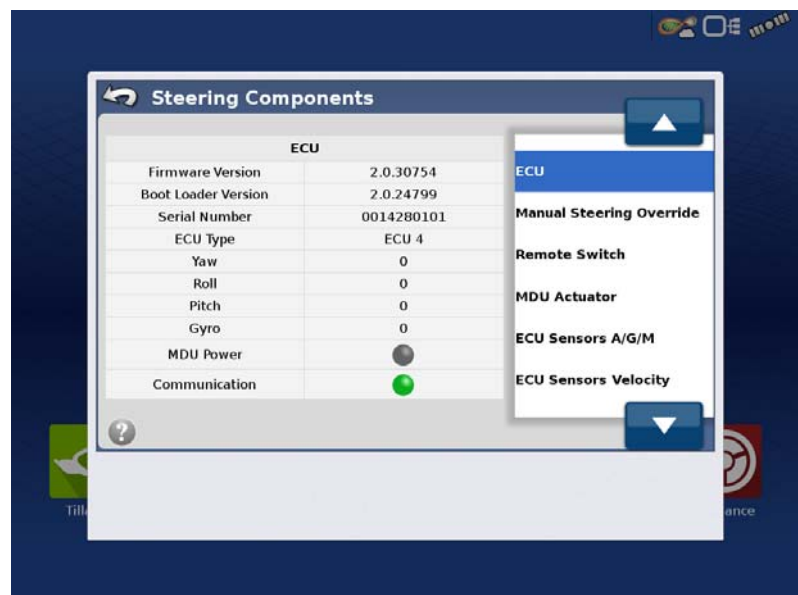 Steering Components
ECU
Firmware Version 2.0.30754
Boot Loader Version 2.0.24799
Serial Number 0014280101
ECU Type ECU 4
Yaw 0
Roll 0
Pitch 0
Gyro 0
MDU Power
Communication
?
ECU
Manual Steering Override
Remote Switch
MDU Actuator
ECU Sensors A/G/M
ECU Sensors Velocity
Till
ance